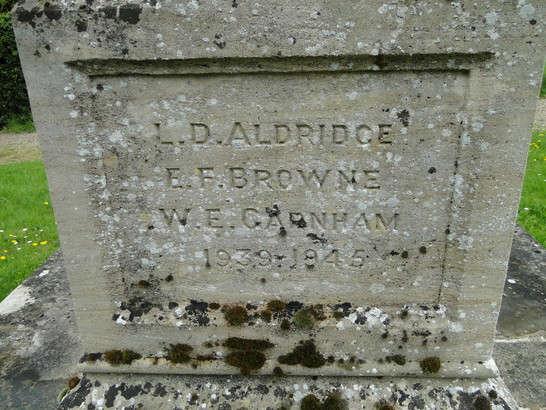 L.D.ALDRIDGE
E.F.BROWNE
W.E.GARNHAM
1939-1945